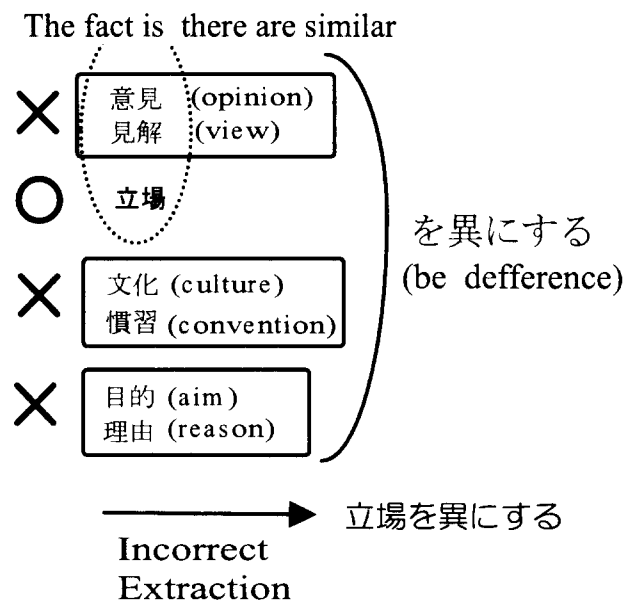 The fact is there are similar
意見 (opinion)
見解 (view)
立場
文化 (culture)
慣習 (convention)
目的 (aim)
理由 (reason)
を異にする
(be defference)
立場を異にする
Incorrect
Extraction